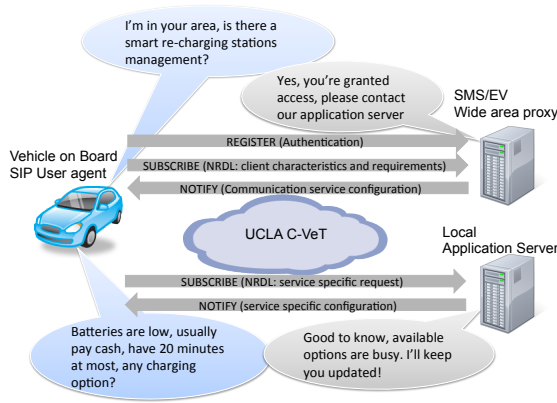 I'm in your area, is there a
smart re-charging stations
management?
Yes, you're granted
access, please contact
our application server
SMS/EV
Wide area proxy
REGISTER (Authentication)
Vehicle on Board
SIP User agent
SUBSCRIBE (NRDL: client characteristics and requirements)
NOTIFY (Communication service configuration)
UCLA C-VeT
Local
Application Server
SUBSCRIBE (NRDL: service specific request)
NOTIFY (service specific configuration)
Batteries are low, usually
pay cash, have 20 minutes
at most, any charging
option?
Good to know, available
options are busy. I'll keep
you updated!